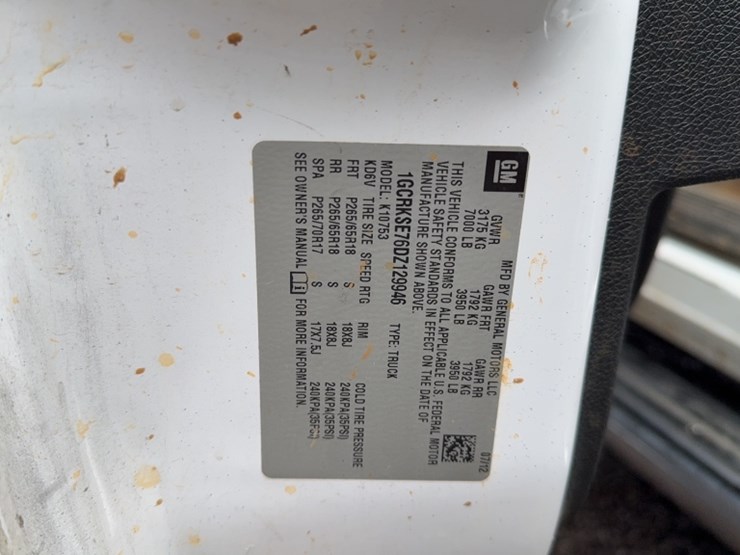 GM
MFD BY GENERAL MOTORS LLC 07/12
GVWR GAWR FRT GAWR RR
3175 KG 1792 KG 1792 KG
7000 LB 3950 LB 3950 LB
THIS VEHICLE CONFORMS TO ALL APPLICABLE U.S. FEDERAL MOTOR
VEHICLE SAFETY STANDARDS IN EFFECT ON THE DATE OF
MANUFACTURE SHOWN ABOVE.
1GCRKSE76DZ129946 TYPE: TRUCK
MODEL: K10753
KD6V TIRE SIZE SPEED RTG RIM COLD TIRE PRESSURE
FRT P265/65R18 S 18X8J 240KPA(35PSI)
RR P265/65R18 S 18X8J 240KPA(35PSI)
SPA P265/70R17 S 17X7.5J 240KPA(35PSI)
SEE OWNER'S MANUAL FOR MORE INFORMATION.